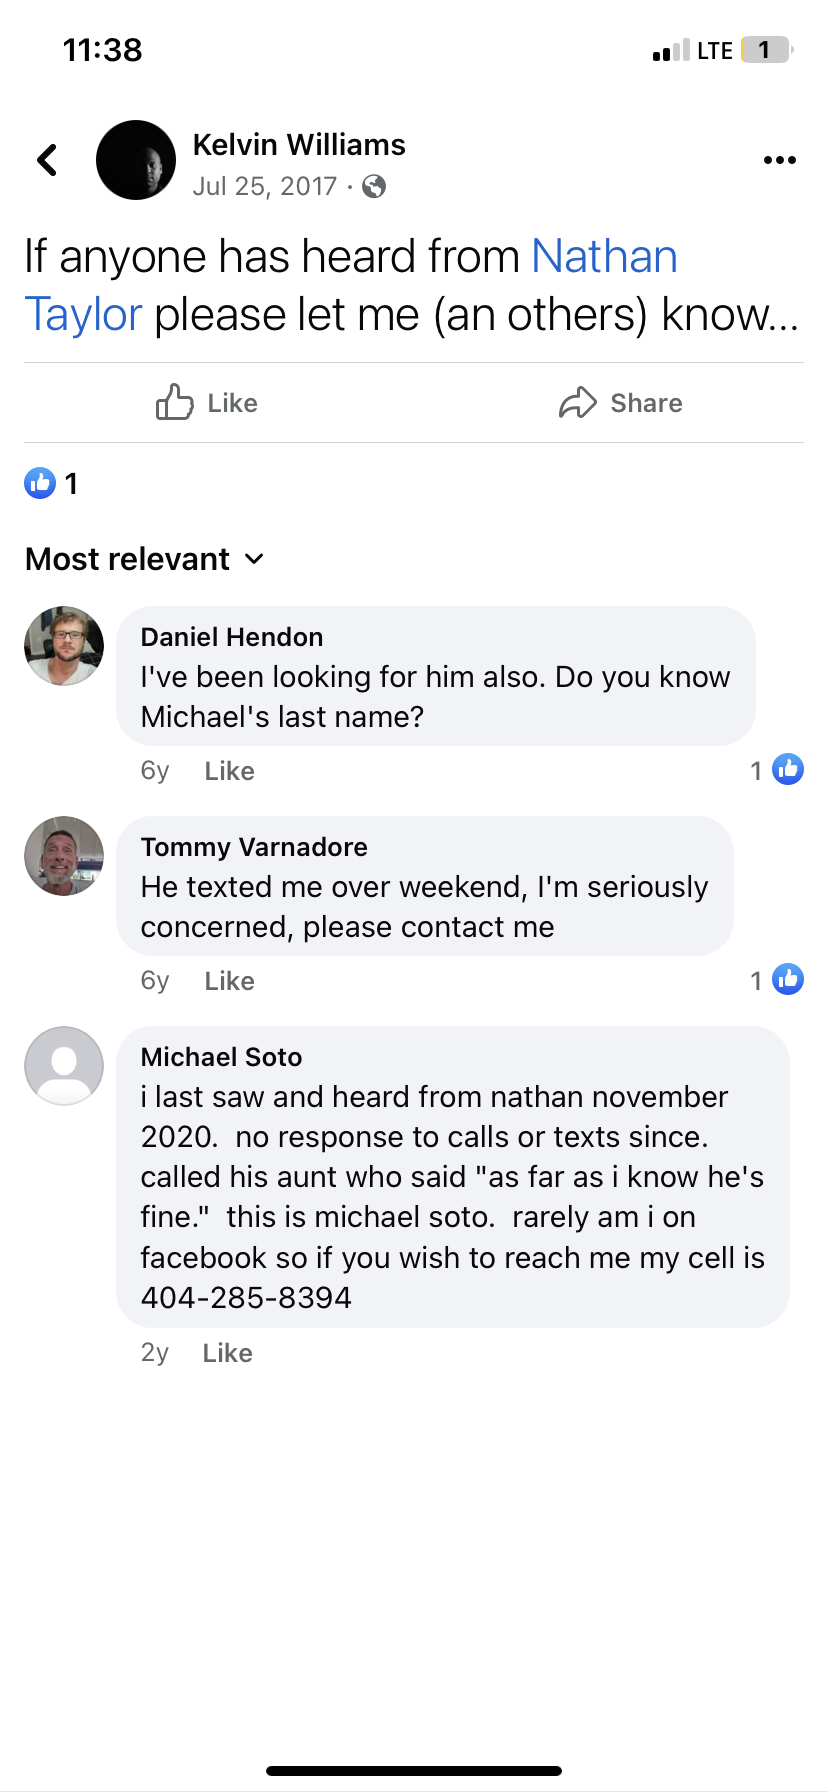 11:38
LTE 1
Kelvin Williams
Jul 25, 2017 ·
If anyone has heard from Nathan
Taylor please let me (an others) know...
Like
Share
1
Most relevant
Daniel Hendon
I've been looking for him also. Do you know
Michael's last name?
6y Like 1
Tommy Varnadore
He texted me over weekend, I'm seriously
concerned, please contact me
6y Like 1
Michael Soto
i last saw and heard from nathan november
2020.  no response to calls or texts since.
called his aunt who said "as far as i know he's
fine."  this is michael soto.  rarely am i on
facebook so if you wish to reach me my cell is
404-285-8394
2y Like